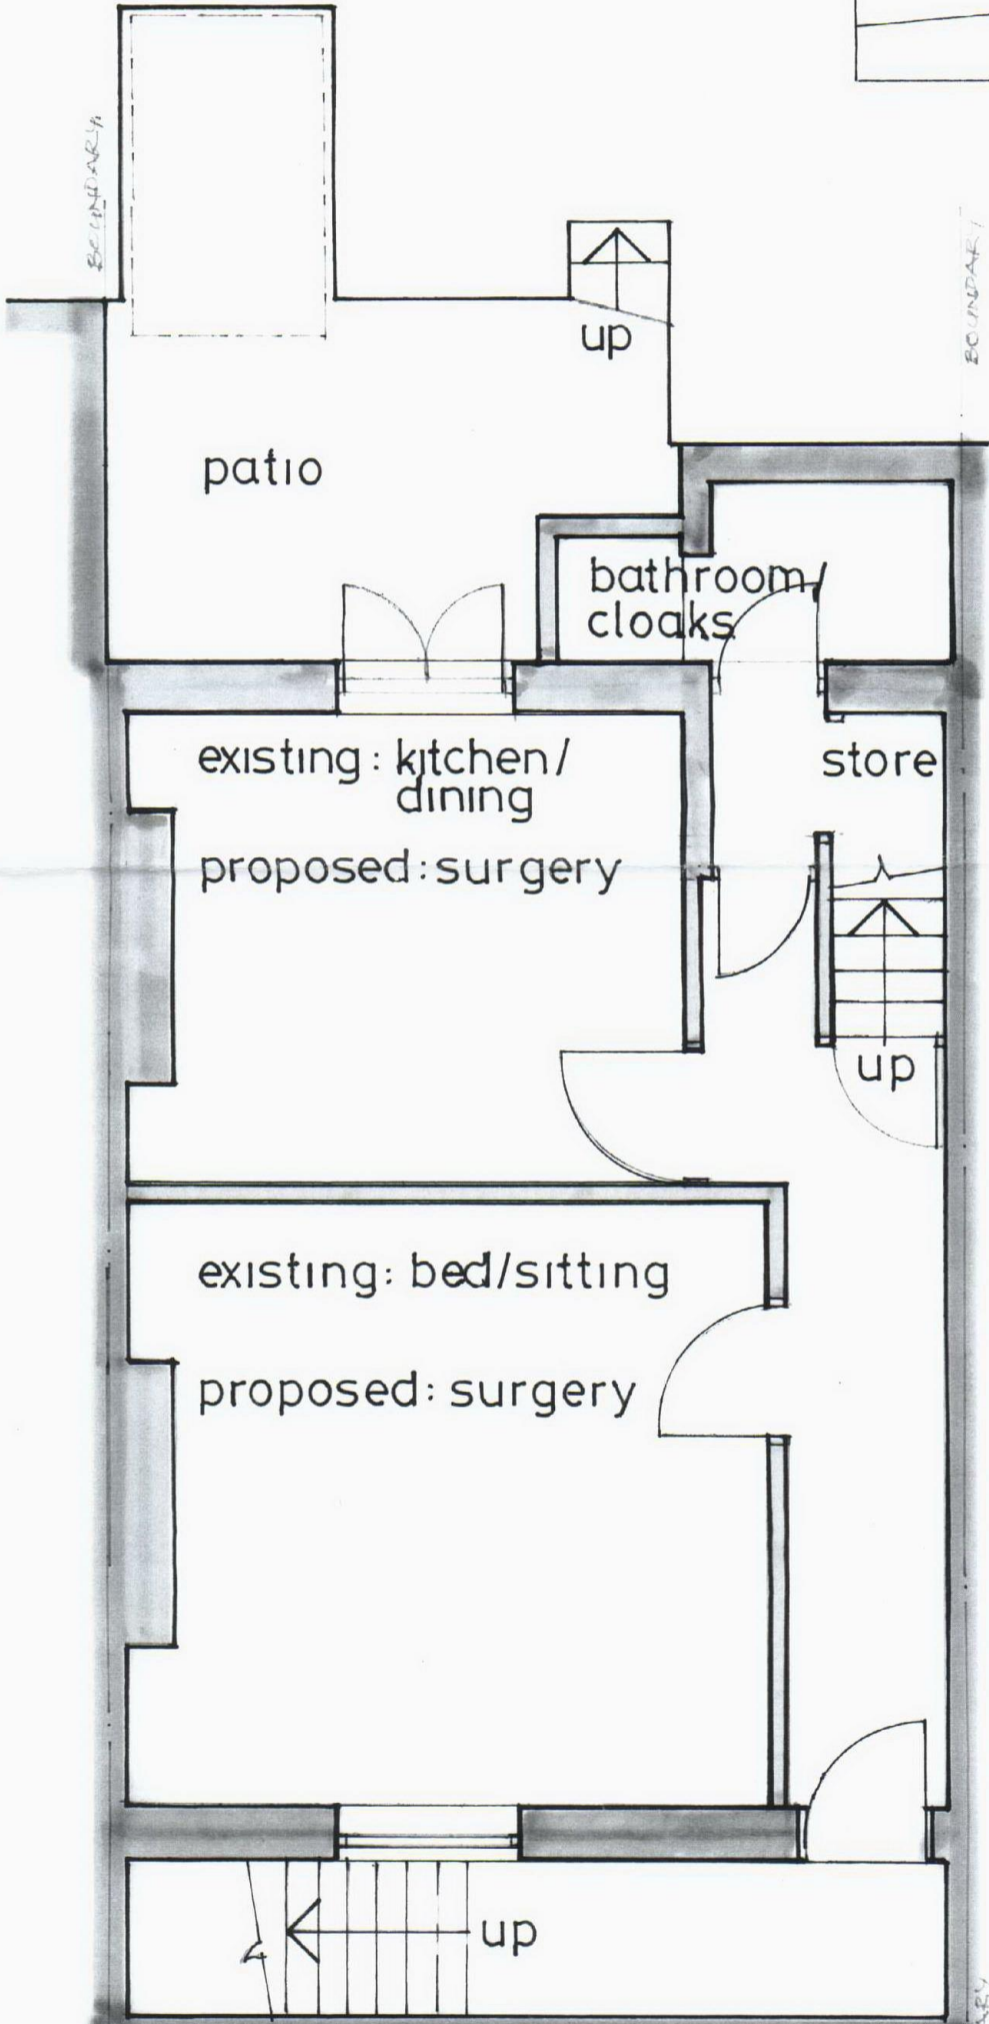 BOUNDARY
BOUNDARY
up
patio
bathroom/
cloaks
existing: kitchen/
dining
store
proposed: surgery
up
existing: bed/sitting
proposed: surgery
up